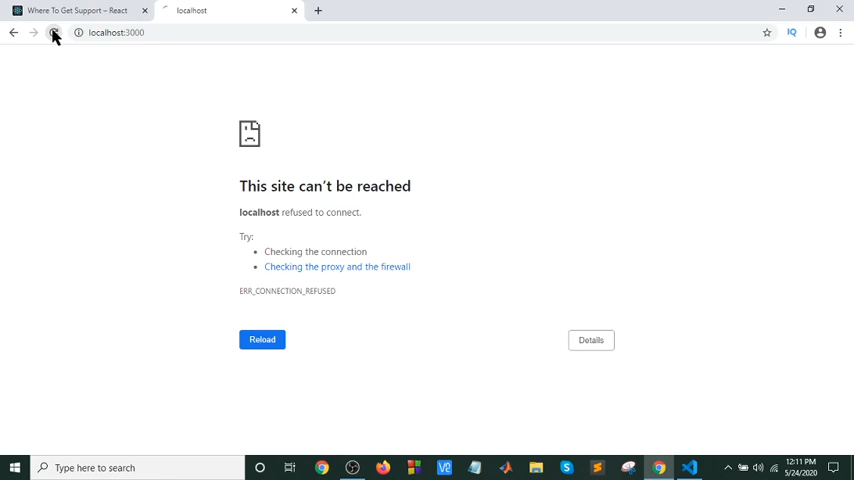 Where To Get Support – React
localhost
localhost:3000
IQ
This site can't be reached
localhost refused to connect.
Try:
• Checking the connection
• Checking the proxy and the firewall
ERR_CONNECTION_REFUSED
Reload
Details
Type here to search
12:11 PM
5/24/2020